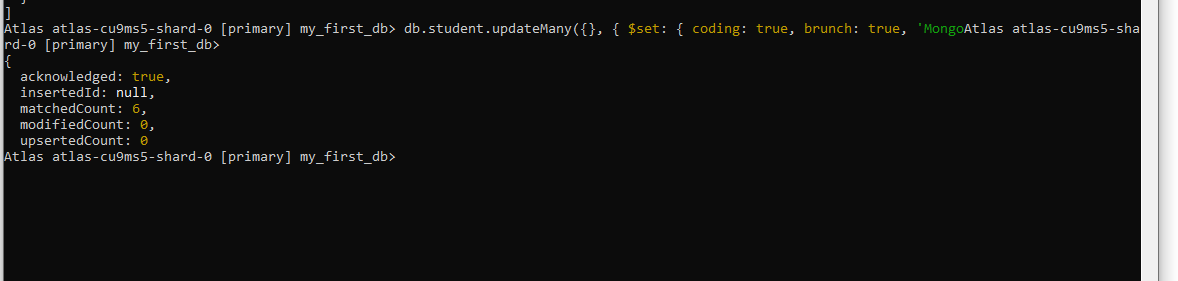 ]
Atlas atlas-cu9ms5-shard-0 [primary] my_first_db> db.student.updateMany({}, { $set: { coding: true, brunch: true, 'MongoAtlas atlas-cu9ms5-sha
rd-0 [primary] my_first_db>
{
  acknowledged: true,
  insertedId: null,
  matchedCount: 6,
  modifiedCount: 0,
  upsertedCount: 0
Atlas atlas-cu9ms5-shard-0 [primary] my_first_db>